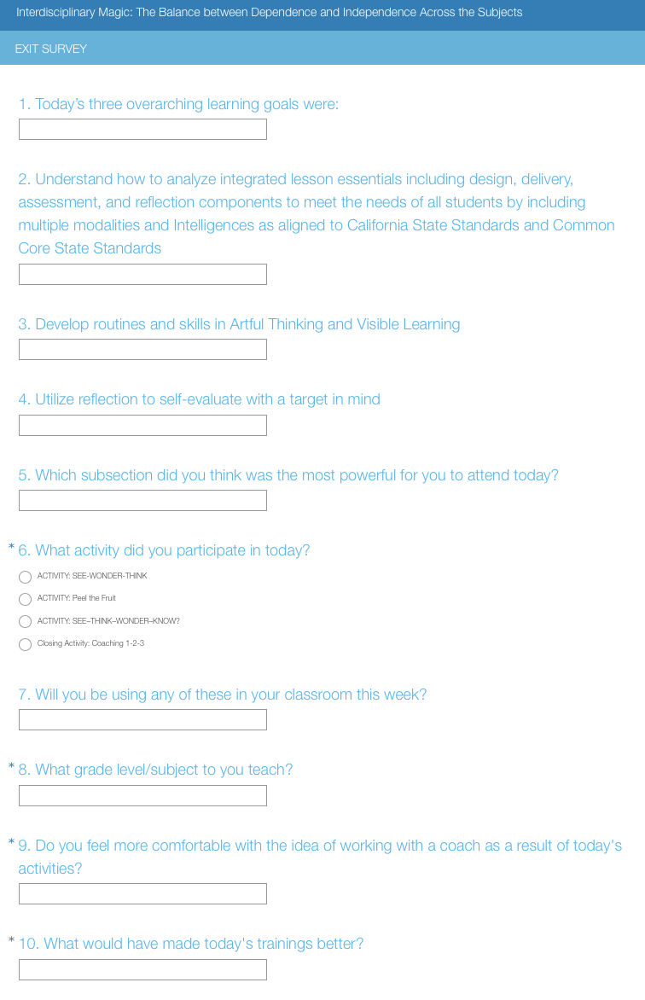 Interdisciplinary Magic: The Balance between Dependence and Independence Across the Subjects
EXIT SURVEY
1. Today’s three overarching learning goals were:
2. Understand how to analyze integrated lesson essentials including design, delivery,
assessment, and reflection components to meet the needs of all students by including
multiple modalities and Intelligences as aligned to California State Standards and Common
Core State Standards
3. Develop routines and skills in Artful Thinking and Visible Learning
4. Utilize reflection to self-evaluate with a target in mind
5. Which subsection did you think was the most powerful for you to attend today?
* 6. What activity did you participate in today?
ACTIVITY: SEE-WONDER-THINK
ACTIVITY: Peel the Fruit
ACTIVITY: SEE–THINK–WONDER–KNOW?
Closing Activity: Coaching 1-2-3
7. Will you be using any of these in your classroom this week?
* 8. What grade level/subject to you teach?
* 9. Do you feel more comfortable with the idea of working with a coach as a result of today's
activities?
* 10. What would have made today's trainings better?